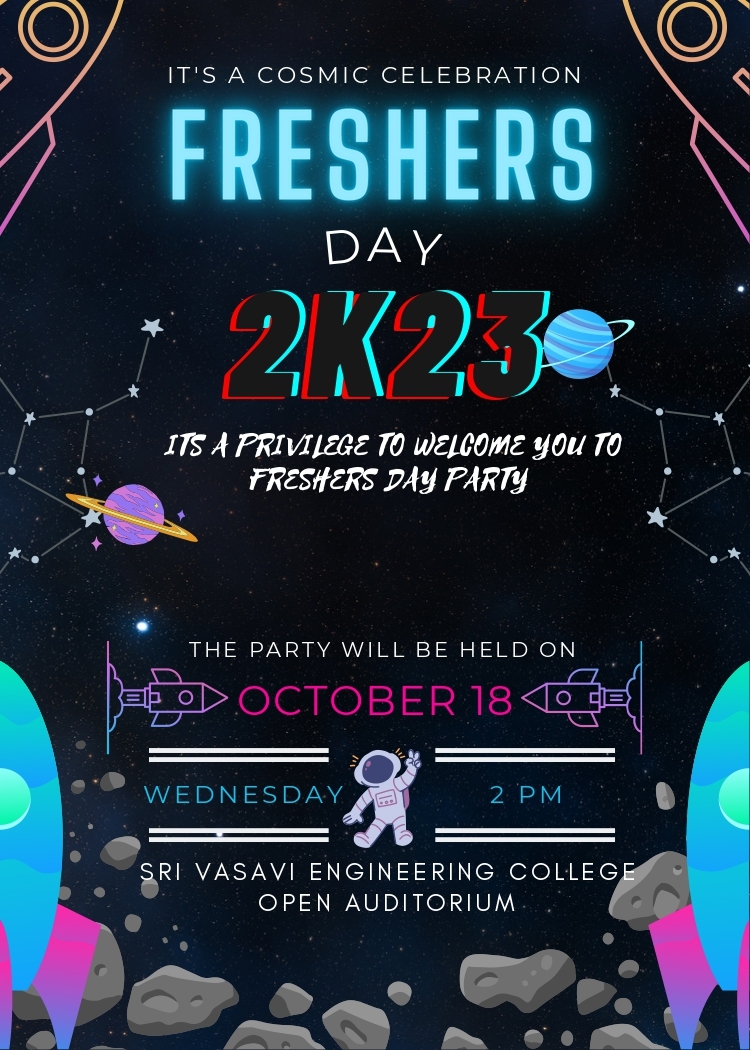 IT'S A COSMIC CELEBRATION
FRESHERS
DAY
2K23
ITS A PRIVILEGE TO WELCOME YOU TO
FRESHERS DAY PARTY
THE PARTY WILL BE HELD ON
OCTOBER 18
WEDNESDAY
2 PM
SRI VASAVI ENGINEERING COLLEGE
OPEN AUDITORIUM